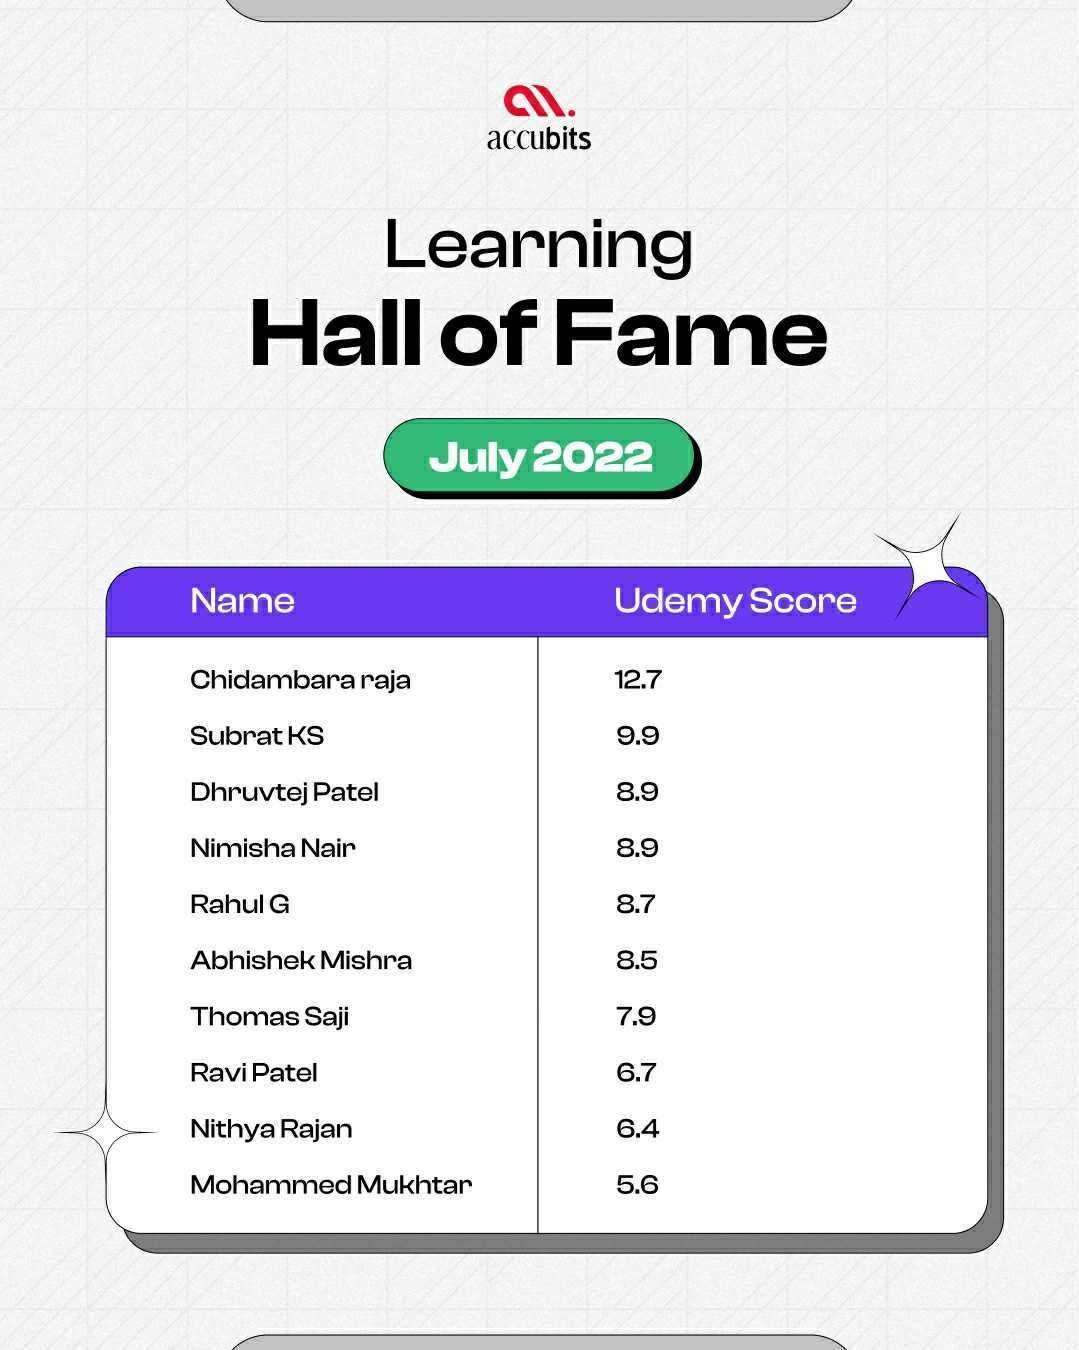 accubits
Learning
Hall of Fame
July 2022
Name Udemy Score
Chidambara raja 12.7
Subrat KS 9.9
Dhruvtej Patel 8.9
Nimisha Nair 8.9
Rahul G 8.7
Abhishek Mishra 8.5
Thomas Saji 7.9
Ravi Patel 6.7
Nithya Rajan 6.4
Mohammed Mukhtar 5.6